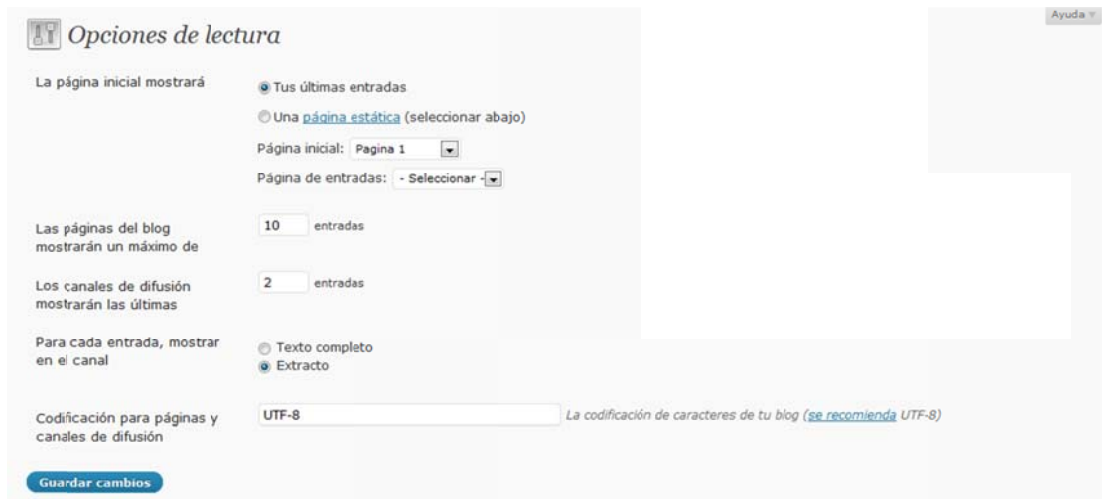 Ayuda
Opciones de lectura
La página inicial mostrará
Tus últimas entradas
Una página estática (seleccionar abajo)
Página inicial: Pagina 1
Página de entradas: - Seleccionar -
Las páginas del blog
mostrarán un máximo de
10 entradas
Los canales de difusión
mostrarán las últimas
2 entradas
Para cada entrada, mostrar
en el canal
Texto completo
Extracto
Codificación para páginas y
canales de difusión
UTF-8
La codificación de caracteres de tu blog (se recomienda UTF-8)
Guardar cambios